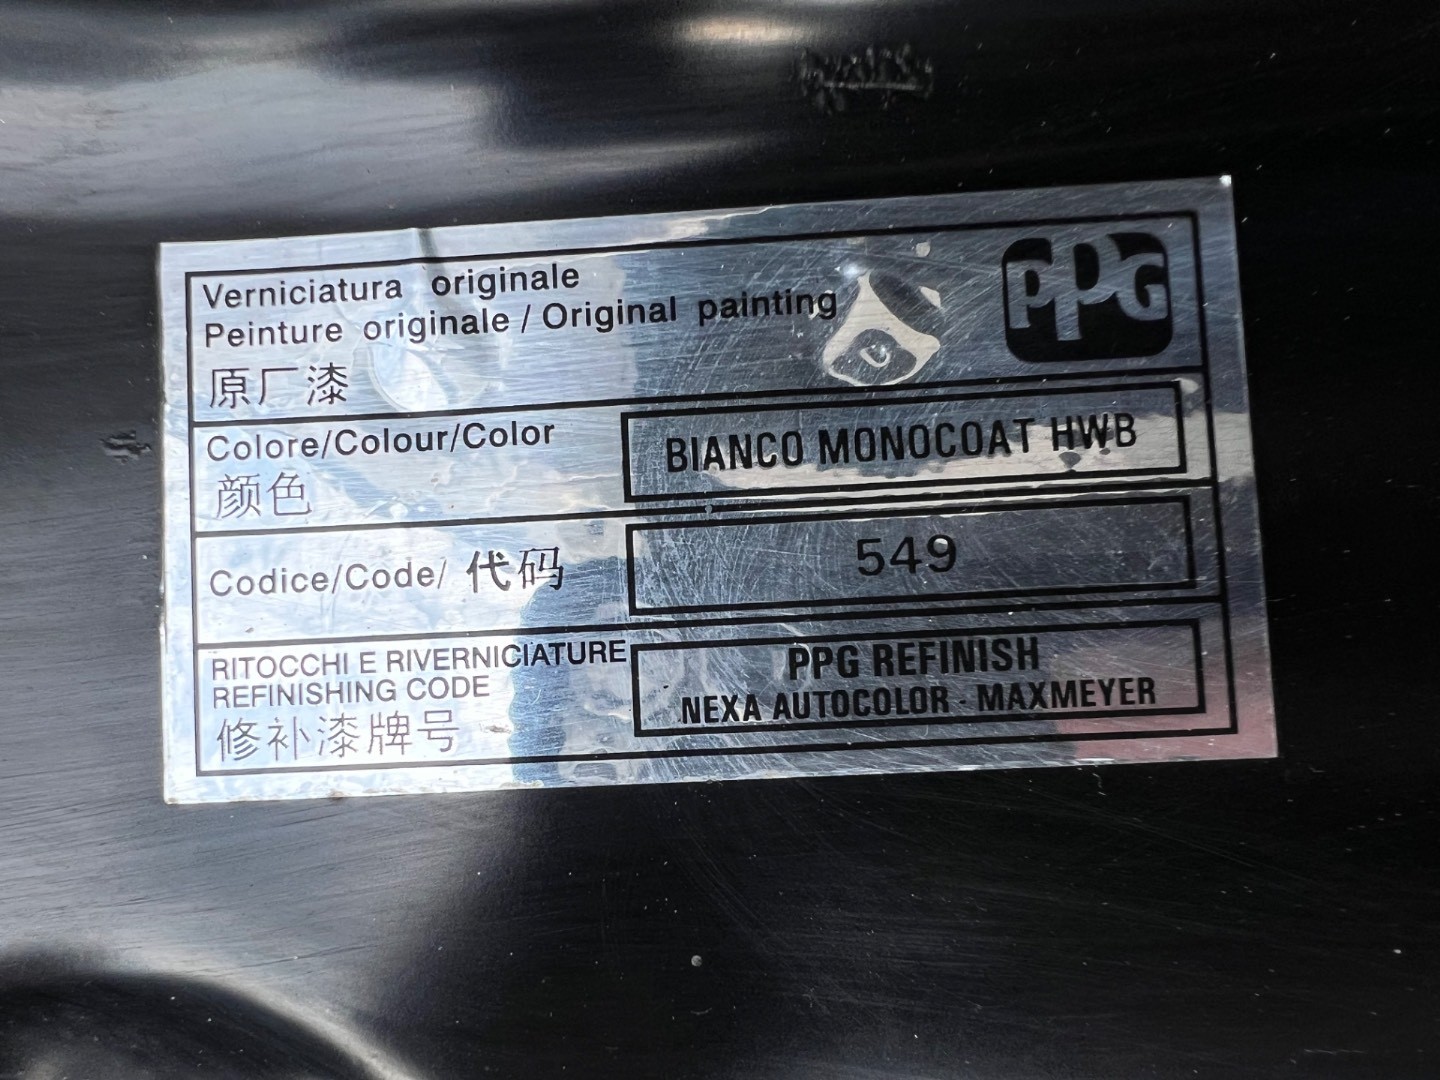 Verniciatura originale
Peinture originale / Original painting
原厂漆
PPG
Colore/Colour/Color
颜色
BIANCO MONOCOAT HWB
Codice/Code/ 代码
549
RITOCCHI E RIVERNICIATURE
REFINISHING CODE
修补漆牌号
PPG REFINISH
NEXA AUTOCOLOR - MAXMEYER